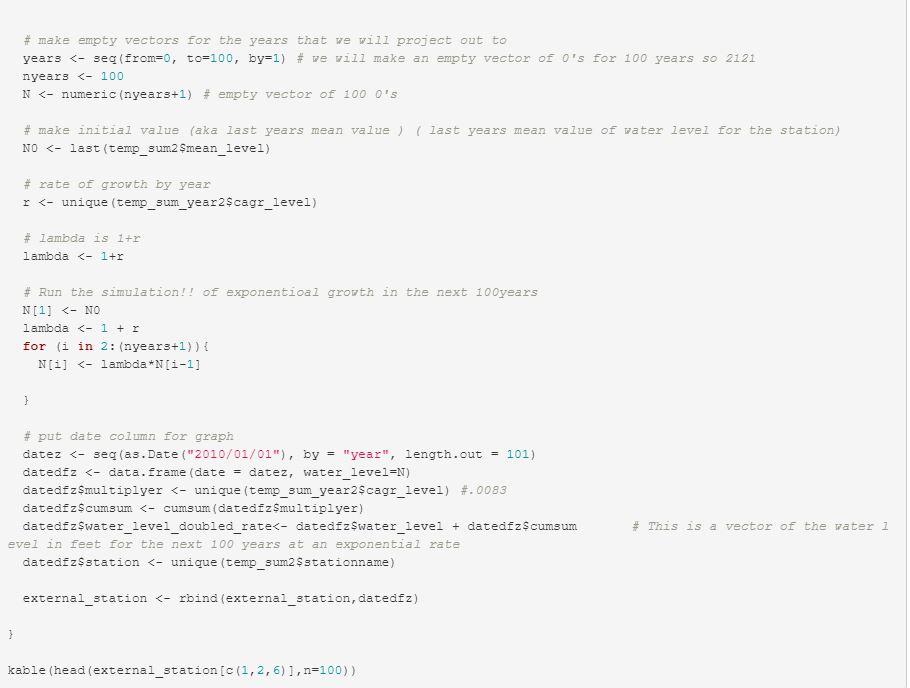 # make empty vectors for the years that we will project out to
years <- seq(from=0, to=100, by=1) # we will make an empty vector of 0's for 100 years so 2121
nyears <- 100
N <- numeric(nyears+1) # empty vector of 100 0's
# make initial value (aka last years mean value ) ( last years mean value of water level for the station)
N0 <- last(temp_sum2$mean_level)
# rate of growth by year
r <- unique(temp_sum_year2$cagr_level)
# lambda is 1+r
lambda <- 1+r
# Run the simulation!! of exponentioal growth in the next 100years
N[1] <- N0
lambda <- 1 + r
for (i in 2:(nyears+1)){
N[i] <- lambda*N[i-1]
}
# put date column for graph
datez <- seq(as.Date("2010/01/01"), by = "year", length.out = 101)
datedfz <- data.frame(date = datez, water_level=N)
datedfz$multiplyer <- unique(temp_sum_year2$cagr_level) #.0083
datedfz$cumsum <- cumsum(datedfz$multiplyer)
datedfz$water_level_doubled_rate<- datedfz$water_level + datedfz$cumsum # This is a vector of the water l
evel in feet for the next 100 years at an exponential rate
datedfz$station <- unique(temp_sum2$stationname)
external_station <- rbind(external_station,datedfz)
}
kable(head(external_station[c(1,2,6)],n=100))